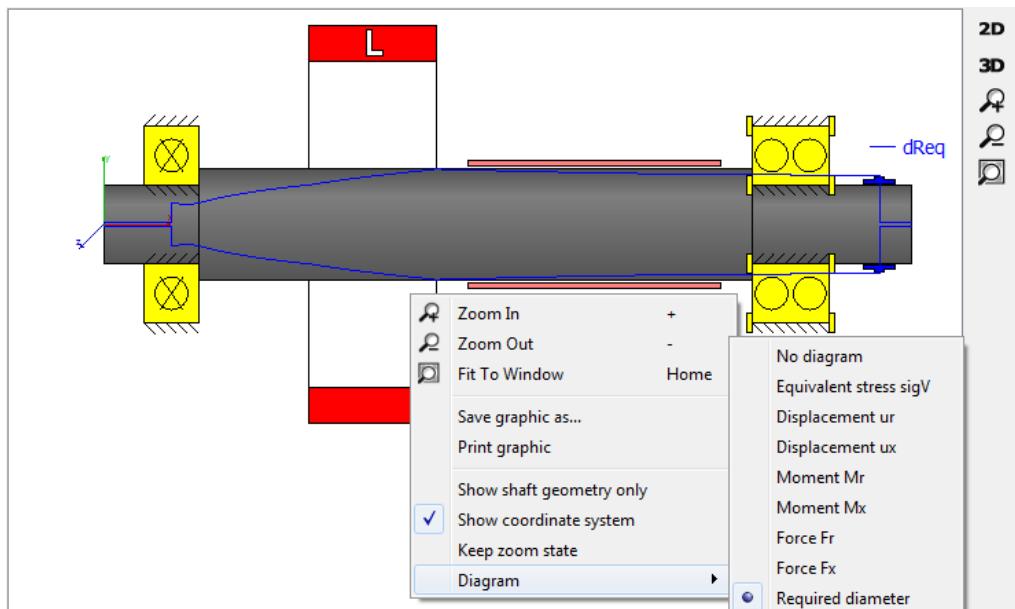 L
2D
3D
dReq
y
x
z
Zoom In +
Zoom Out -
Fit To Window Home
Save graphic as...
Print graphic
Show shaft geometry only
Show coordinate system
Keep zoom state
Diagram
No diagram
Equivalent stress sigV
Displacement ur
Displacement ux
Moment Mr
Moment Mx
Force Fr
Force Fx
Required diameter